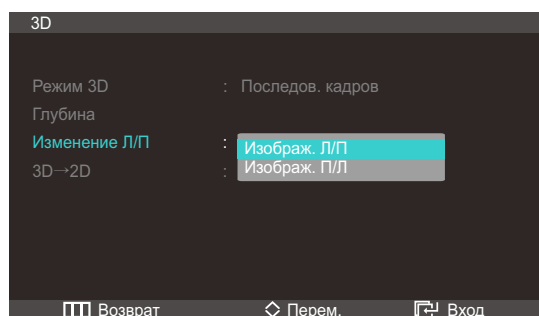 3D
Режим 3D : Последов. кадров
Глубина
Изменение Л/П : Изображ. Л/П
Изображ. П/Л
3D→2D :
Возврат Перем. Вход